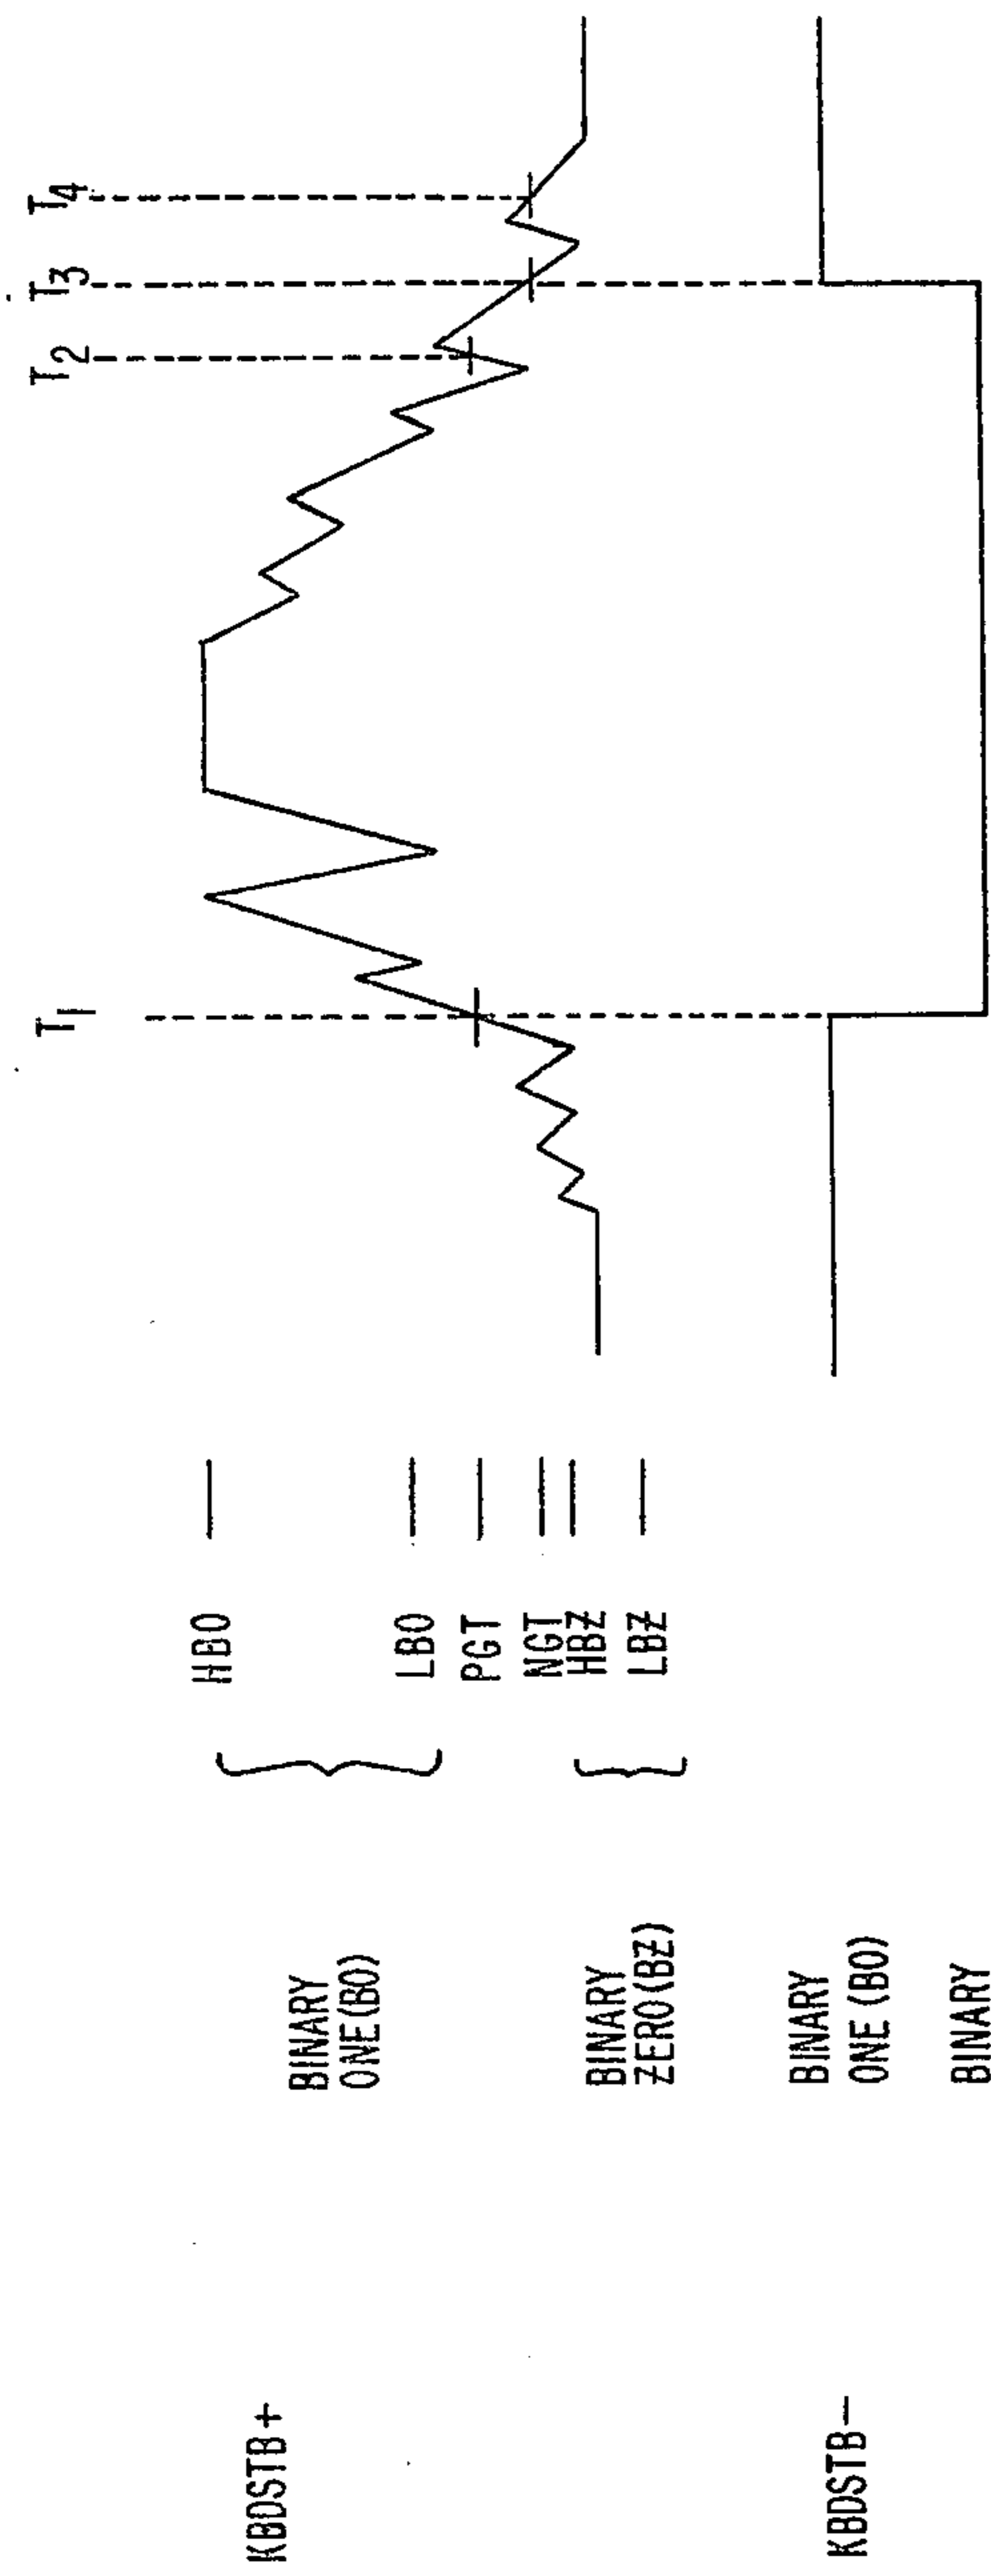 T1
T2
T3
T4
KBDSTB+
BINARY
ONE (BO)
HBO
LBO
PGT
NGT
BINARY
ZERO (BZ)
HBZ
LBZ
KBDSTB−
BINARY
ONE (BO)
BINARY